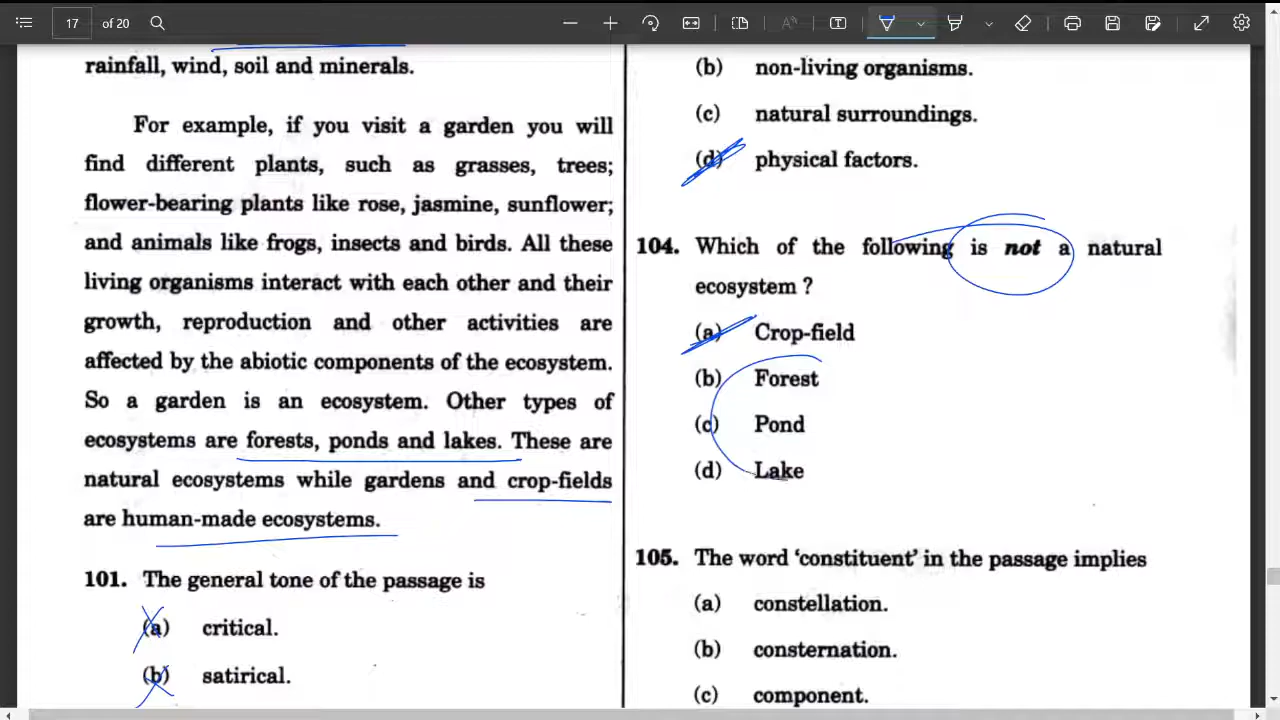 17 of 20
rainfall, wind, soil and minerals.
For example, if you visit a garden you will
find different plants, such as grasses, trees;
flower-bearing plants like rose, jasmine, sunflower;
and animals like frogs, insects and birds. All these
living organisms interact with each other and their
growth, reproduction and other activities are
affected by the abiotic components of the ecosystem.
So a garden is an ecosystem. Other types of
ecosystems are forests, ponds and lakes. These are
natural ecosystems while gardens and crop-fields
are human-made ecosystems.
101. The general tone of the passage is
(a) critical.
(b) satirical.
(b) non-living organisms.
(c) natural surroundings.
(d) physical factors.
104. Which of the following is not a natural
ecosystem ?
(a) Crop-field
(b) Forest
(c) Pond
(d) Lake
105. The word ‘constituent’ in the passage implies
(a) constellation.
(b) consternation.
(c) component.